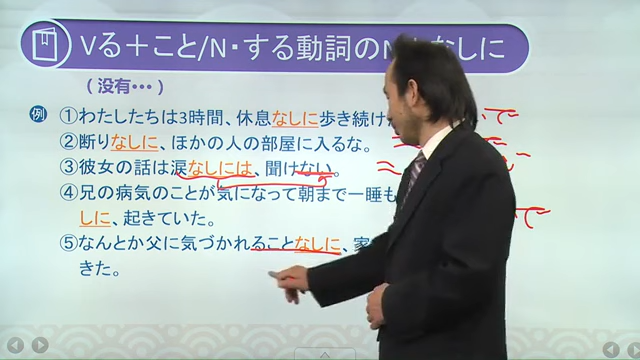 Vる+こと/N・する動詞のN+なしに
(没有···)
例 ①わたしたちは3時間、休息なしに歩き続け
②断りなしに、ほかの人の部屋に入るな。
③彼女の話は涙なしには、聞けない。
④兄の病気のことが気になって朝まで一睡も
しに、起きていた。
⑤なんとか父に気づかれることなしに、家
きた。